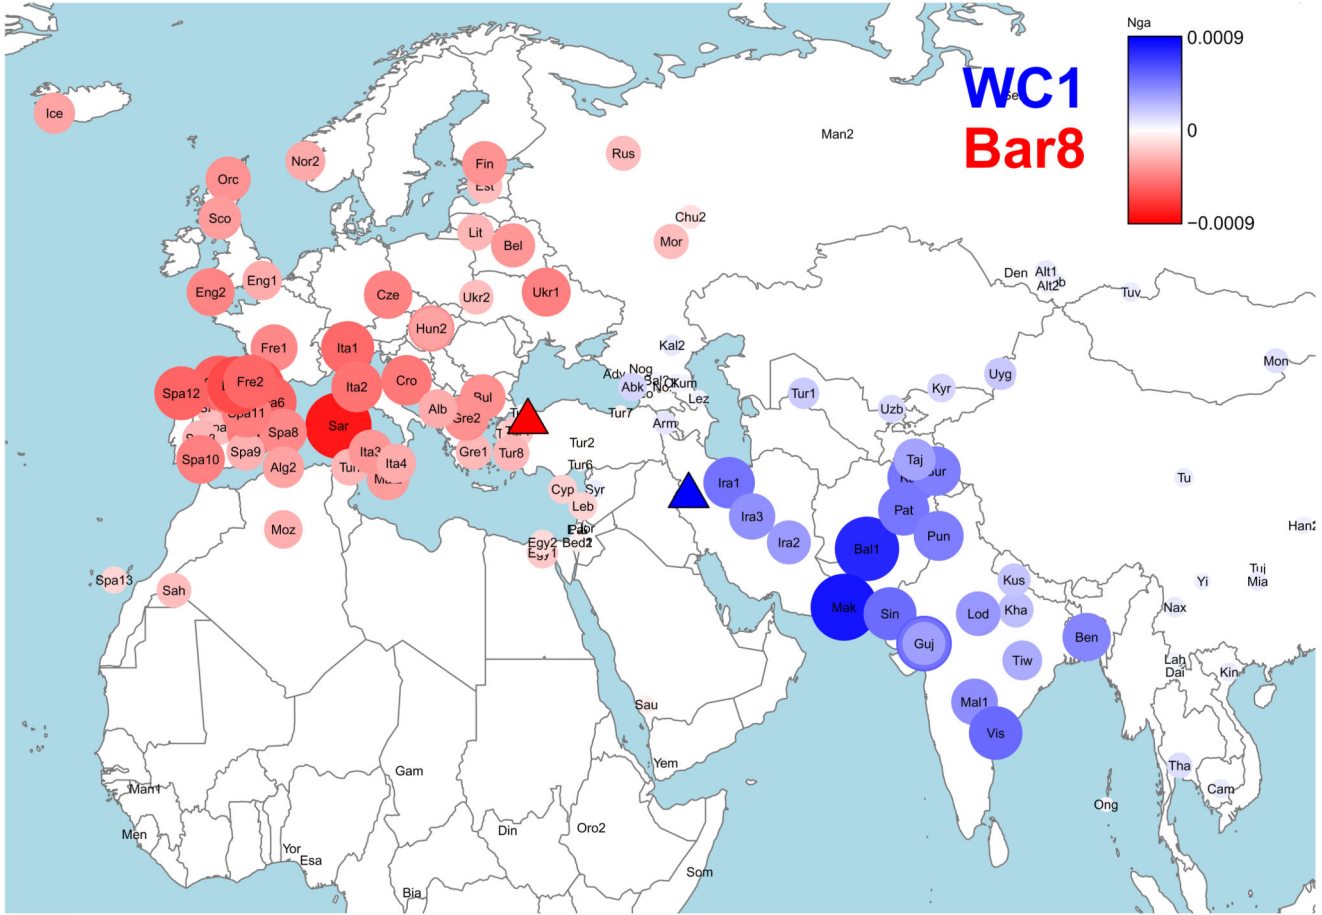 Nga
0.0009
0
−0.0009
WC1
Bar8
Ice
Man2
Nor2
Rus
Fin
Est
Orc
Sco
Chu2
Lit
Bel
Mor
Den
Alt1
Alt2
Eng1
Eng2
Cze
Ukr2
Ukr1
Tuv
Hun2
Fre1
Ita1
Kal2
Mon
Nog
Uyg
Spa12
Fre2
Ita2
Cro
Abk
Kum
Tur1
Kyr
Bul
Lez
Alb
Spa11
Uzb
Gre2
Tur7
Arm
Sar
Spa8
Tur2
Spa9
Ita3
Gre1
Tur8
Spa10
Alg2
Ita4
Tur6
Taj
Ira1
Cyp
Syr
Tu
Leb
Pat
Ira3
Moz
Han2
Pun
Egy2
Bed1
Ira2
Bal1
Egy1
Spa13
Sah
Kus
Yi
Tuj
Mia
Mak
Sin
Lod
Kha
Nax
Ben
Guj
Tiw
Lah
Dai
Kin
Sau
Mal1
Vis
Yem
Tha
Gam
Man1
Cam
Ong
Men
Din
Oro2
Yor
Esa
Som
Bia